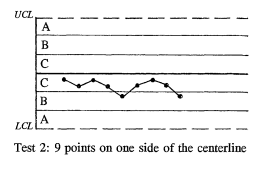 UCL
A
B
C
C
B
A
LCL
Test 2: 9 points on one side of the centerline